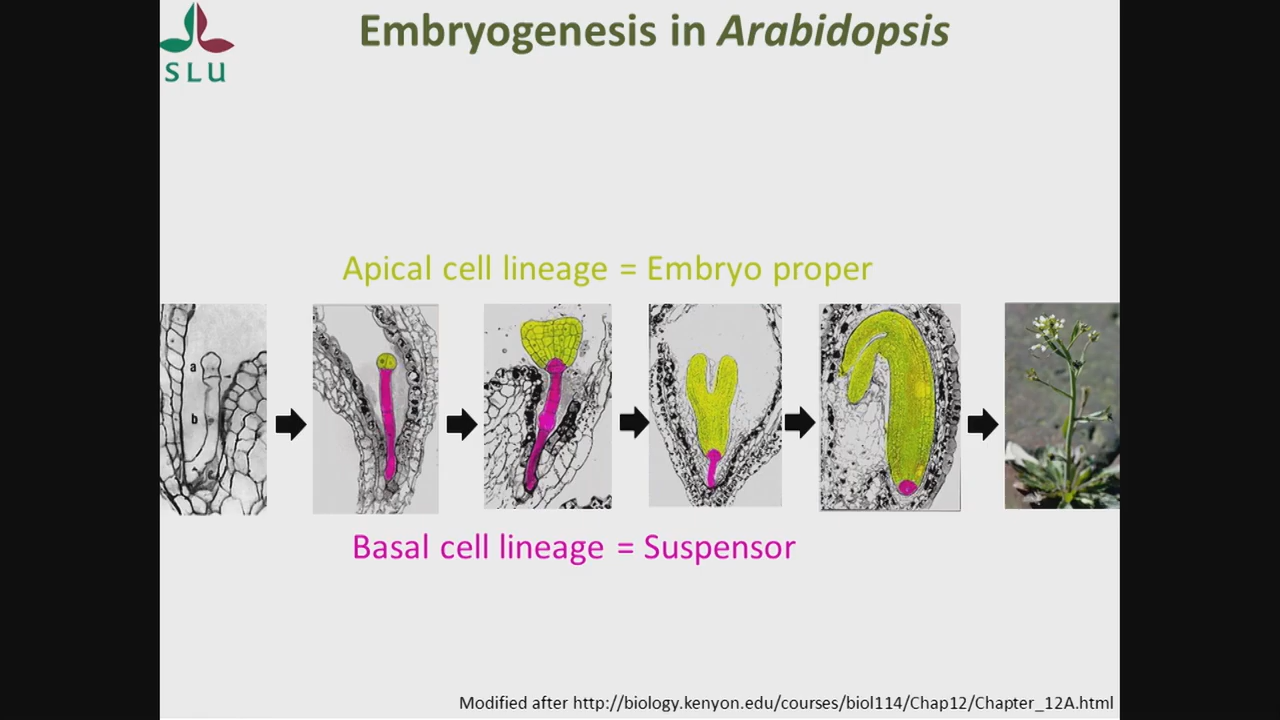 Embryogenesis in Arabidopsis
SLU
Apical cell lineage = Embryo proper
a
b
Basal cell lineage = Suspensor
Modified after http://biology.kenyon.edu/courses/biol114/Chap12/Chapter_12A.html